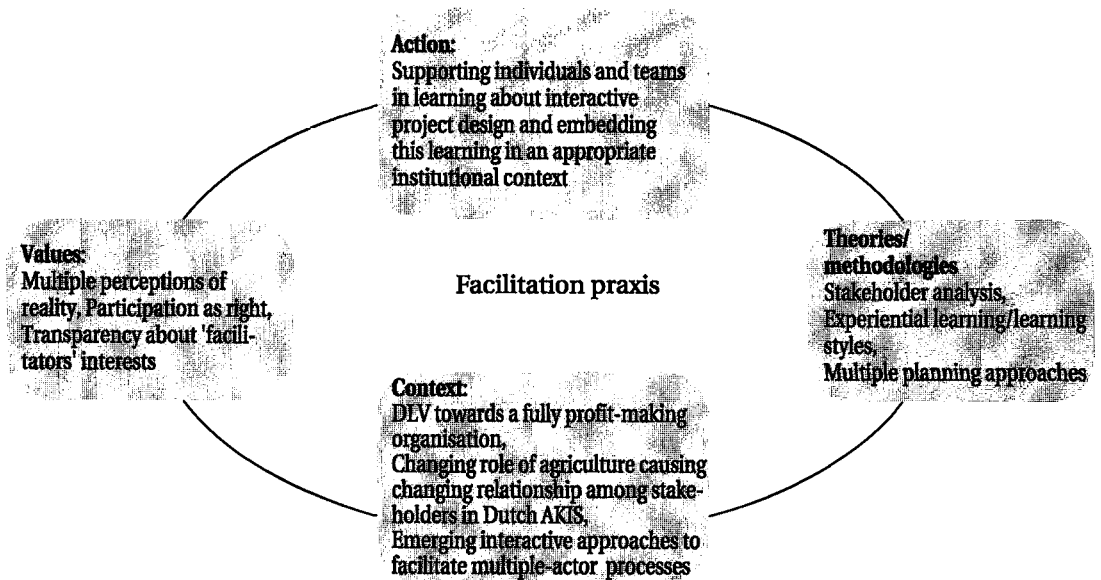 Action:
Supporting individuals and teams
in learning about interactive
project design and embedding
this learning in an appropriate
institutional context
Values:
Multiple perceptions of
reality, Participation as right,
Transparency about 'facili-
tators' interests
Facilitation praxis
Theories/
methodologies
Stakeholder analysis,
Experiential learning/learning
styles,
Multiple planning approaches
Context:
DLV towards a fully profit-making
organisation,
Changing role of agriculture causing
changing relationship among stake-
holders in Dutch AKIS,
Emerging interactive approaches to
facilitate multiple-actor processes